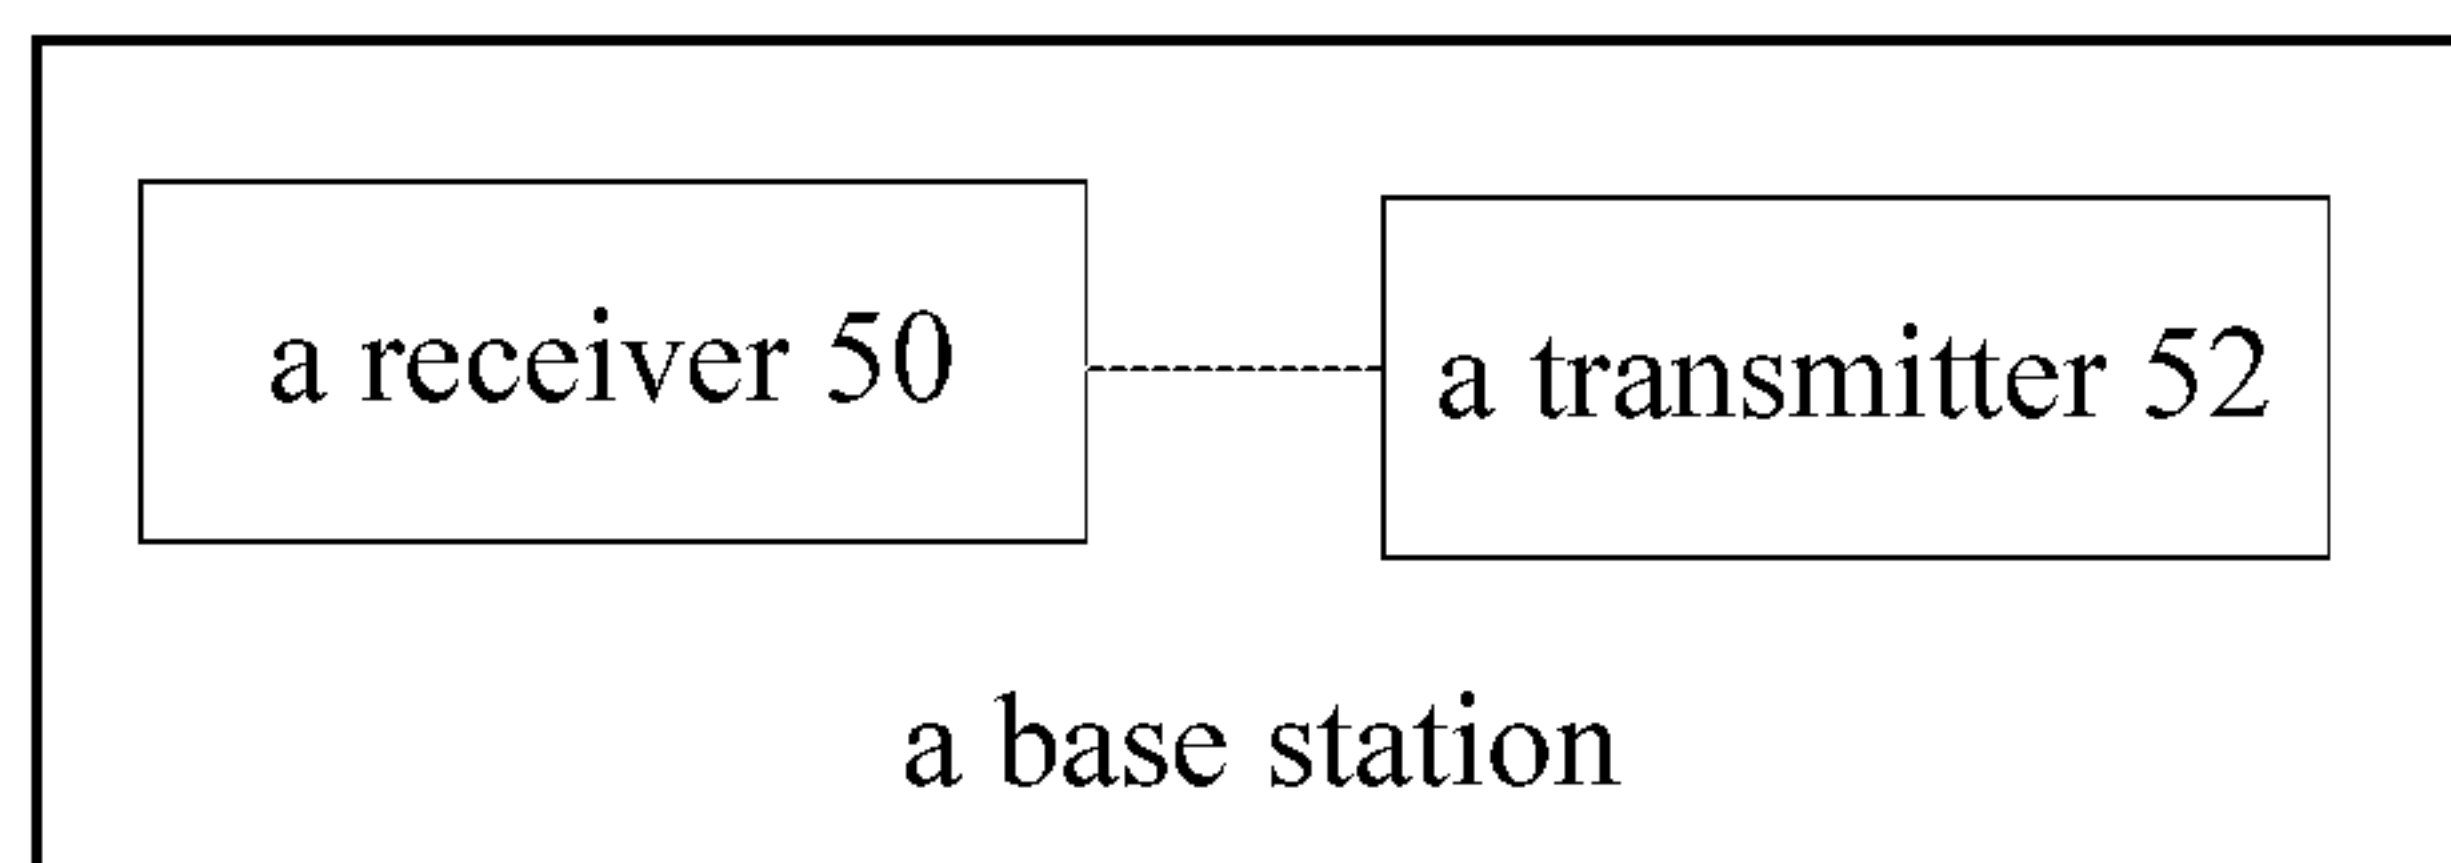 a receiver 50
a transmitter 52
a base station